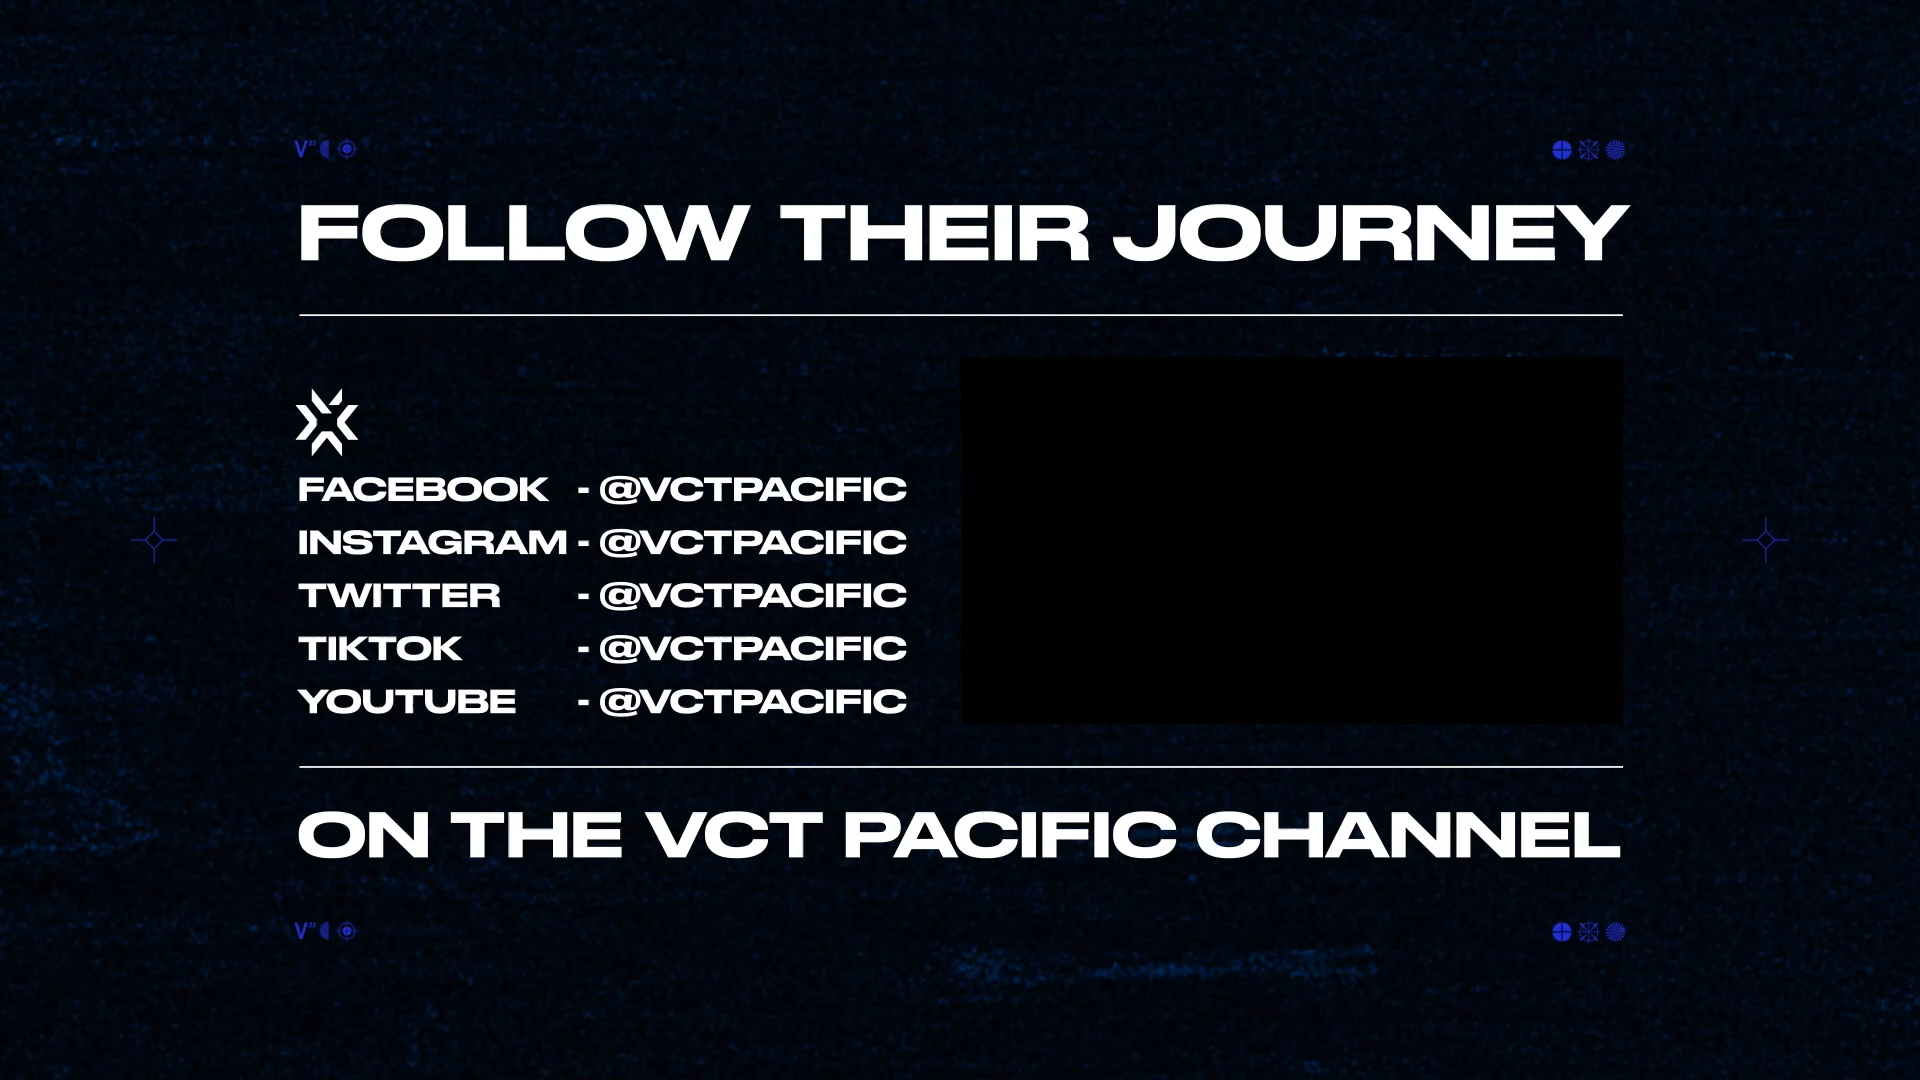 FOLLOW THEIR JOURNEY
FACEBOOK - @VCTPACIFIC
INSTAGRAM - @VCTPACIFIC
TWITTER - @VCTPACIFIC
TIKTOK - @VCTPACIFIC
YOUTUBE - @VCTPACIFIC
ON THE VCT PACIFIC CHANNEL